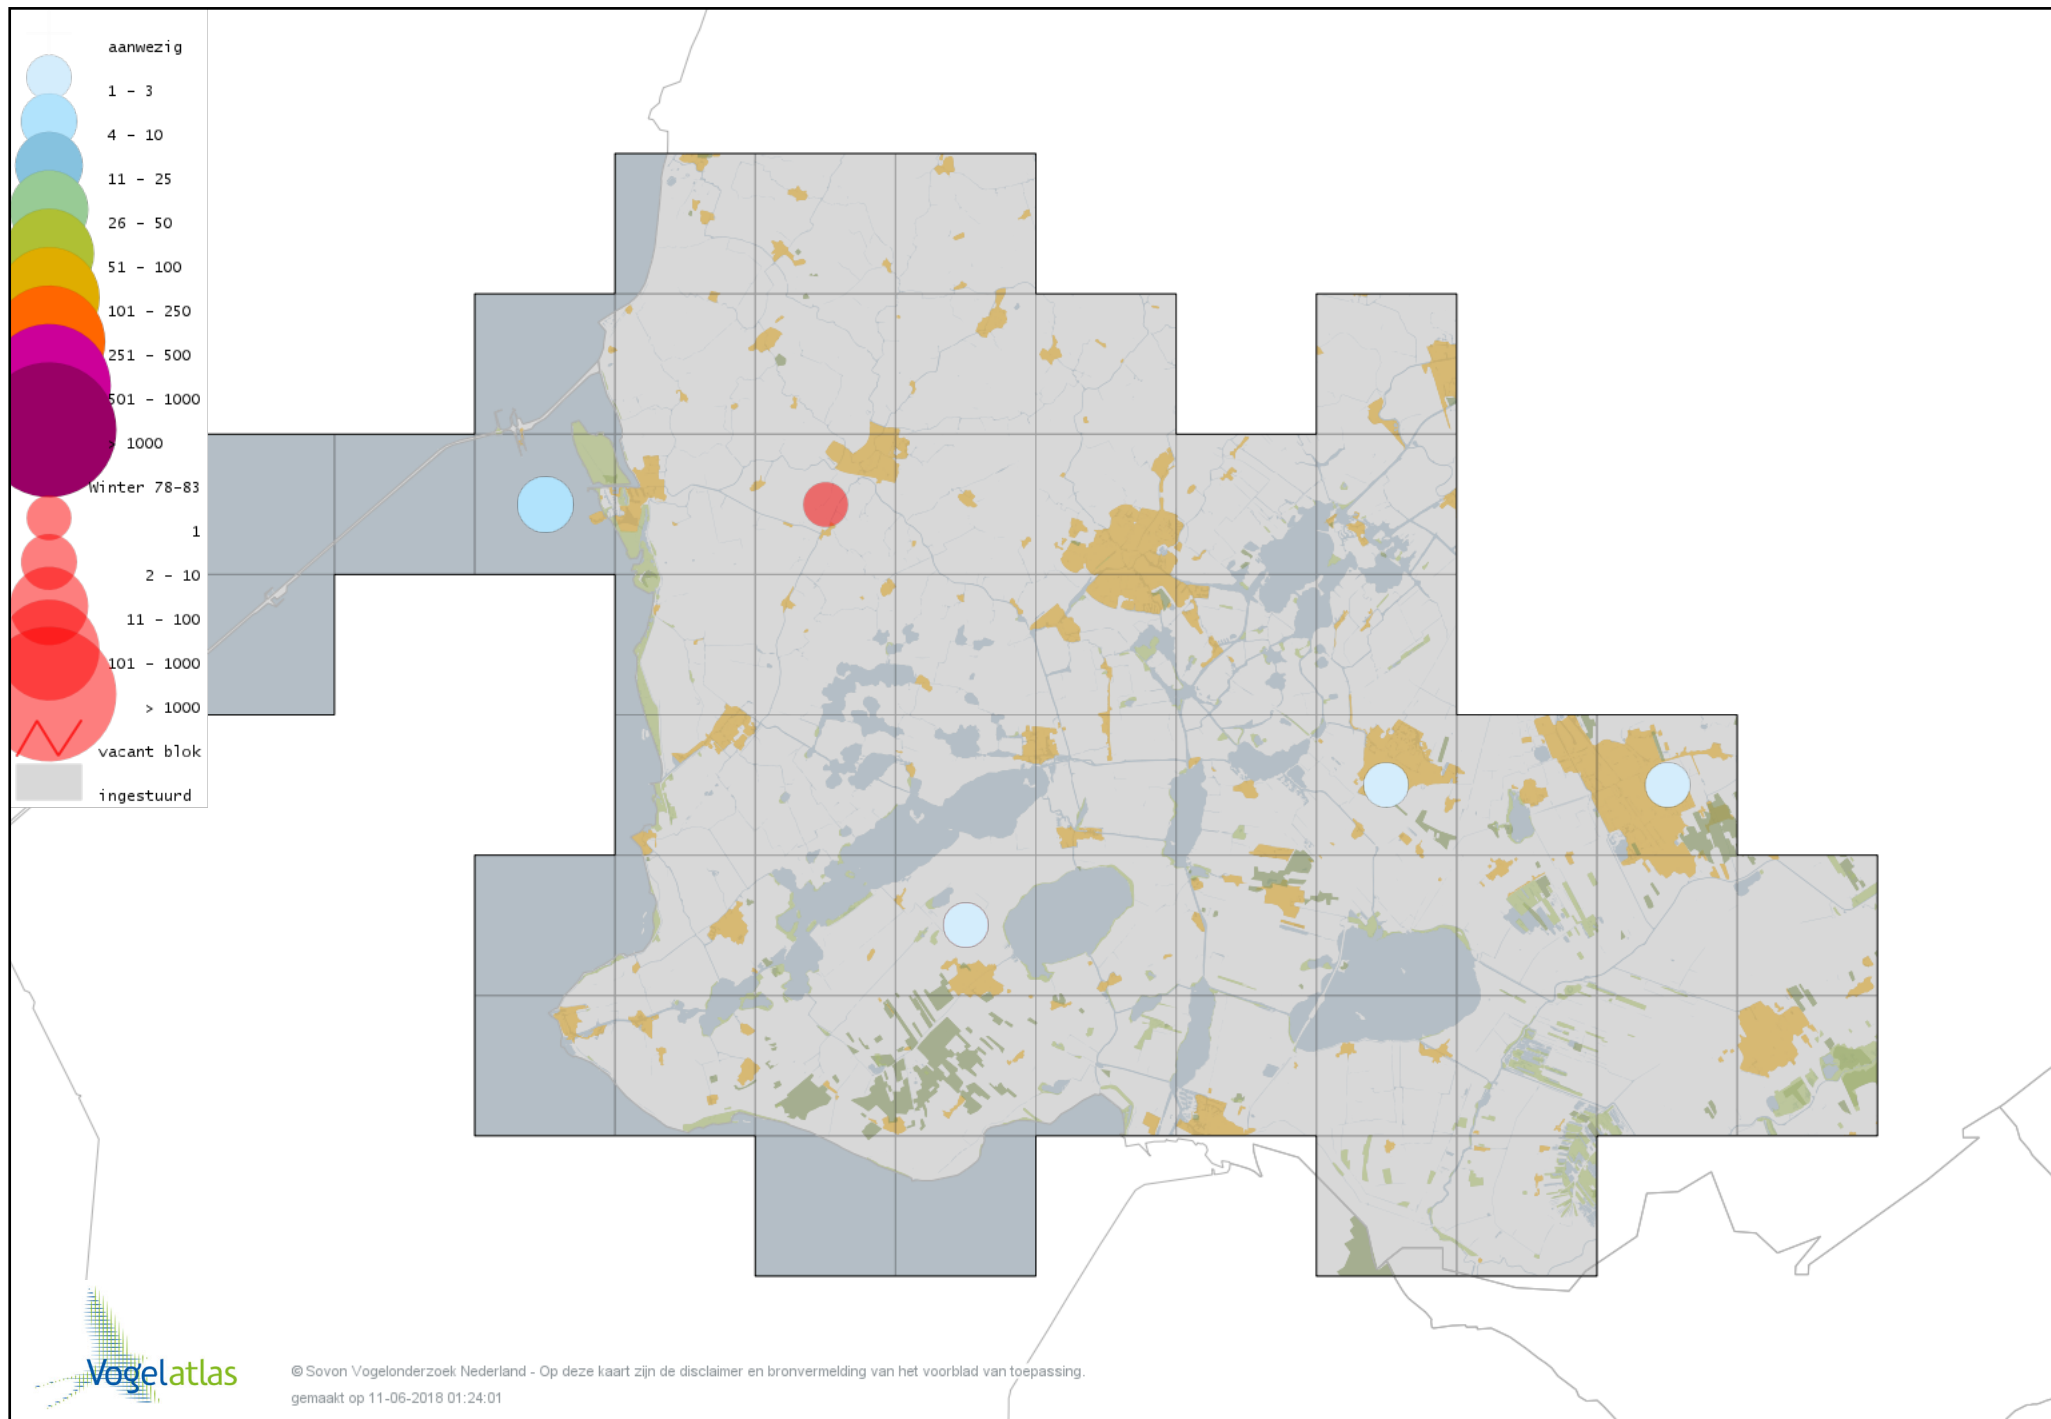 aanwezig
1 - 3
4 - 10
11 - 25
26 - 50
51 - 100
101 - 250
251 - 500
501 - 1000
> 1000
Winter 78-83
1
2 - 10
11 - 100
101 - 1000
> 1000
vacant blok
ingestuurd
Vogelatlas
© Sovon Vogelonderzoek Nederland - Op deze kaart zijn de disclaimer en bronvermelding van het voorblad van toepassing.
gemaakt op 11-06-2018 01:24:01